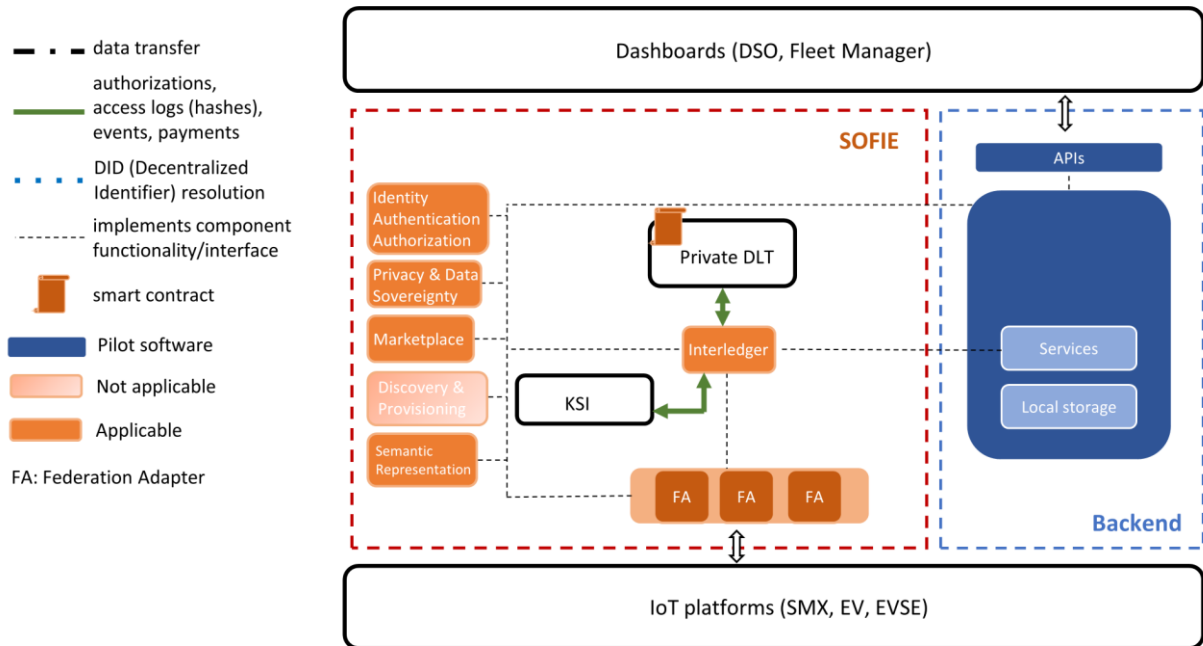 data transfer
authorizations,
access logs (hashes),
events, payments
DID (Decentralized
Identifier) resolution
implements component
functionality/interface
smart contract
Pilot software
Not applicable
Applicable
FA: Federation Adapter
Dashboards (DSO, Fleet Manager)
SOFIE
Identity
Authentication
Authorization
Privacy & Data
Sovereignty
Marketplace
Discovery &
Provisioning
Semantic
Representation
Private DLT
Interledger
KSI
FA
FA
FA
APIs
Services
Local storage
Backend
IoT platforms (SMX, EV, EVSE)